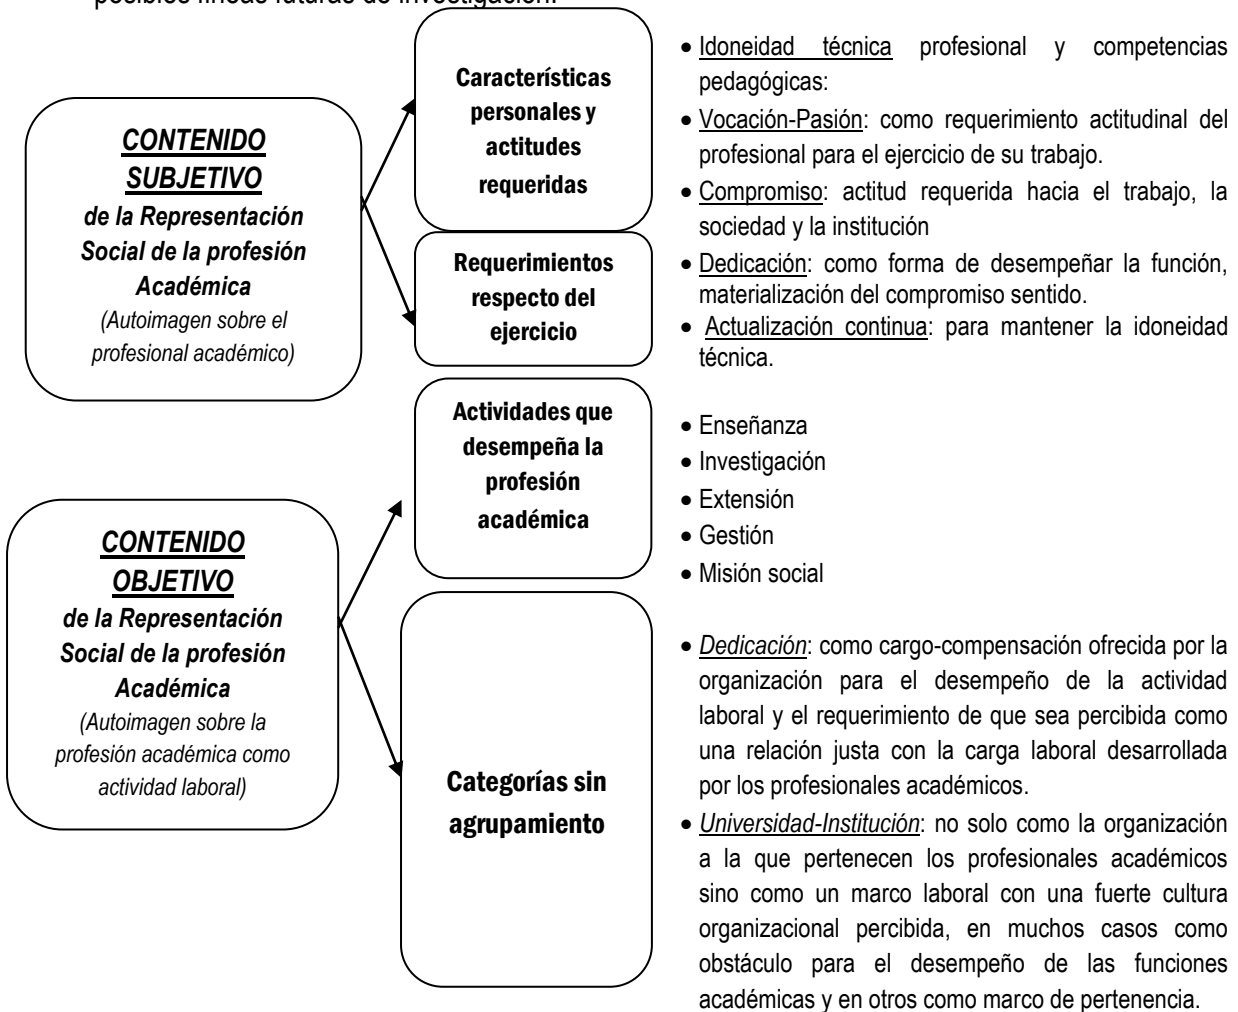 posibles líneas futuras de investigación.
CONTENIDO
SUBJETIVO
de la Representación
Social de la profesión
Académica
(Autoimagen sobre el
profesional académico)
Características
personales y
actitudes
requeridas
Requerimientos
respecto del
ejercicio
• Idoneidad técnica profesional y competencias
pedagógicas:
• Vocación-Pasión: como requerimiento actitudinal del
profesional para el ejercicio de su trabajo.
• Compromiso: actitud requerida hacia el trabajo, la
sociedad y la institución
• Dedicación: como forma de desempeñar la función,
materialización del compromiso sentido.
• Actualización continua: para mantener la idoneidad
técnica.
CONTENIDO
OBJETIVO
de la Representación
Social de la profesión
Académica
(Autoimagen sobre la
profesión académica como
actividad laboral)
Actividades que
desempeña la
profesión
académica
• Enseñanza
• Investigación
• Extensión
• Gestión
• Misión social
Categorías sin
agrupamiento
• Dedicación: como cargo-compensación ofrecida por la
organización para el desempeño de la actividad
laboral y el requerimiento de que sea percibida como
una relación justa con la carga laboral desarrollada
por los profesionales académicos.
• Universidad-Institución: no solo como la organización
a la que pertenecen los profesionales académicos
sino como un marco laboral con una fuerte cultura
organizacional percibida, en muchos casos como
obstáculo para el desempeño de las funciones
académicas y en otros como marco de pertenencia.